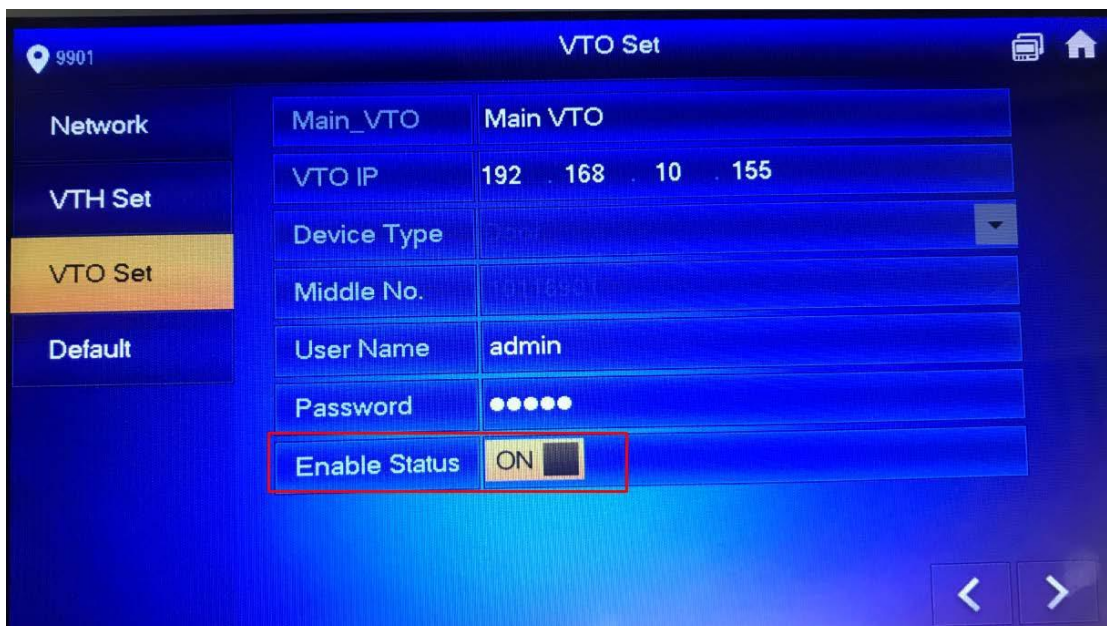 9901
VTO Set
Network
VTH Set
VTO Set
Default
Main_VTO Main VTO
VTO IP 192 . 168 . 10 . 155
Device Type
Middle No.
User Name admin
Password ●●●●●
Enable Status ON